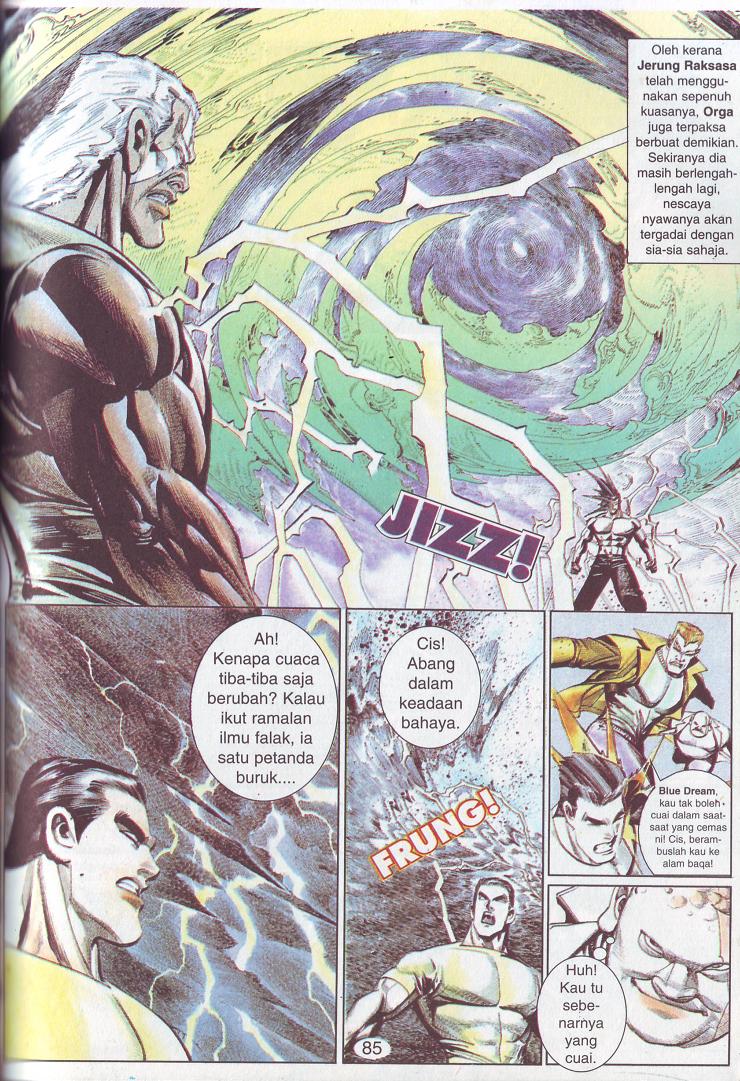 Oleh kerana
Jerung Raksasa
telah menggu-
nakan sepenuh
kuasanya, Orga
juga terpaksa
berbuat demikian.
Sekiranya dia
masih berlengah-
lengah lagi,
nescaya
nyawanya akan
tergadai dengan
sia-sia sahaja.
JIZZ!
Ah!
Kenapa cuaca
tiba-tiba saja
berubah? Kalau
ikut ramalan
ilmu falak, ia
satu petanda
buruk....
Cis!
Abang
dalam
keadaan
bahaya.
FRUNG!
Blue Dream,
kau tak boleh
cuai dalam saat-
saat yang cemas
ni! Cis, beram-
buslah kau ke
alam baqa!
Huh!
Kau tu
sebe-
narnya
yang
cuai.
85